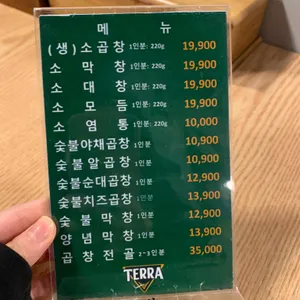 메 뉴
(생)소곱창 1인분: 220g 19,900
소 막 창 1인분: 220g 19,900
소 대 창 1인분: 220g 19,900
소 모 듬 1인분: 220g 19,900
소 염 통 1인분: 220g 10,000
숯불야채곱창 1인분 10,900
숯불알곱창 1인분 10,900
숯불순대곱창 1인분 12,900
숯불치즈곱창 1인분 13,900
숯 불 막 창 1인분 12,900
양 념 막 창 1인분 13,900
곱 창 전 골 2~3인분 35,000
TERRA